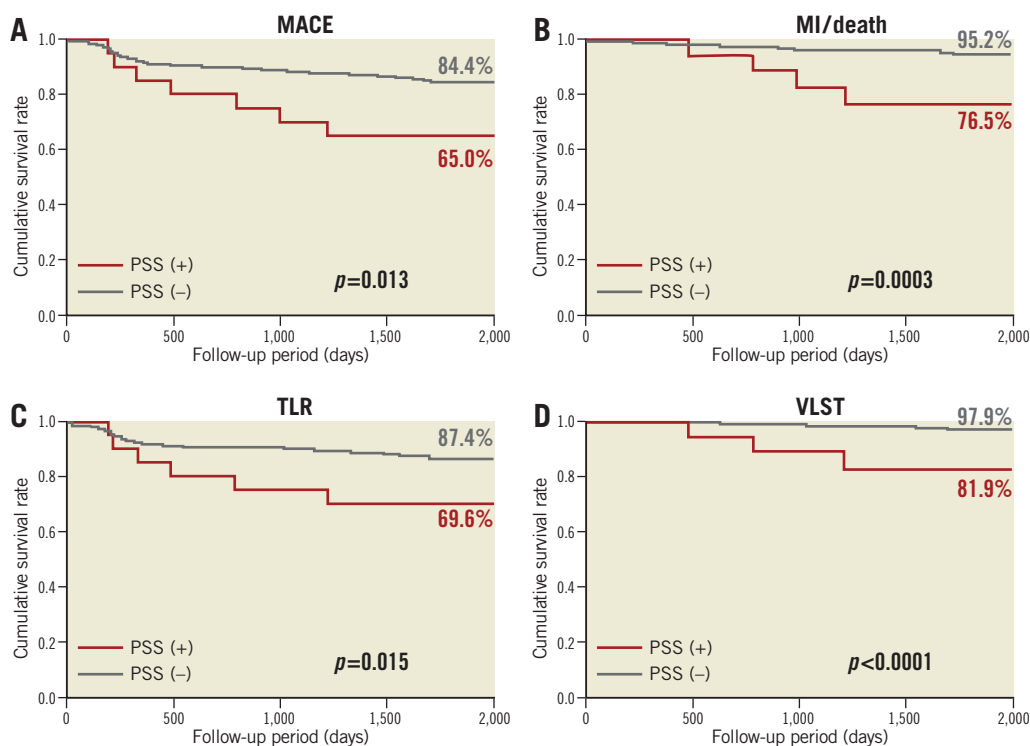 A
MACE
Cumulative survival rate
1.0
0.8
0.6
0.4
0.2
0.0
84.4%
65.0%
PSS (+)
PSS (–)
p=0.013
0 500 1,000 1,500 2,000
Follow-up period (days)
B
MI/death
Cumulative survival rate
1.0
0.8
0.6
0.4
0.2
0.0
95.2%
76.5%
PSS (+)
PSS (–)
p=0.0003
0 500 1,000 1,500 2,000
Follow-up period (days)
C
TLR
Cumulative survival rate
1.0
0.8
0.6
0.4
0.2
0.0
87.4%
69.6%
PSS (+)
PSS (–)
p=0.015
0 500 1,000 1,500 2,000
Follow-up period (days)
D
VLST
Cumulative survival rate
1.0
0.8
0.6
0.4
0.2
0.0
97.9%
81.9%
PSS (+)
PSS (–)
p<0.0001
0 500 1,000 1,500 2,000
Follow-up period (days)